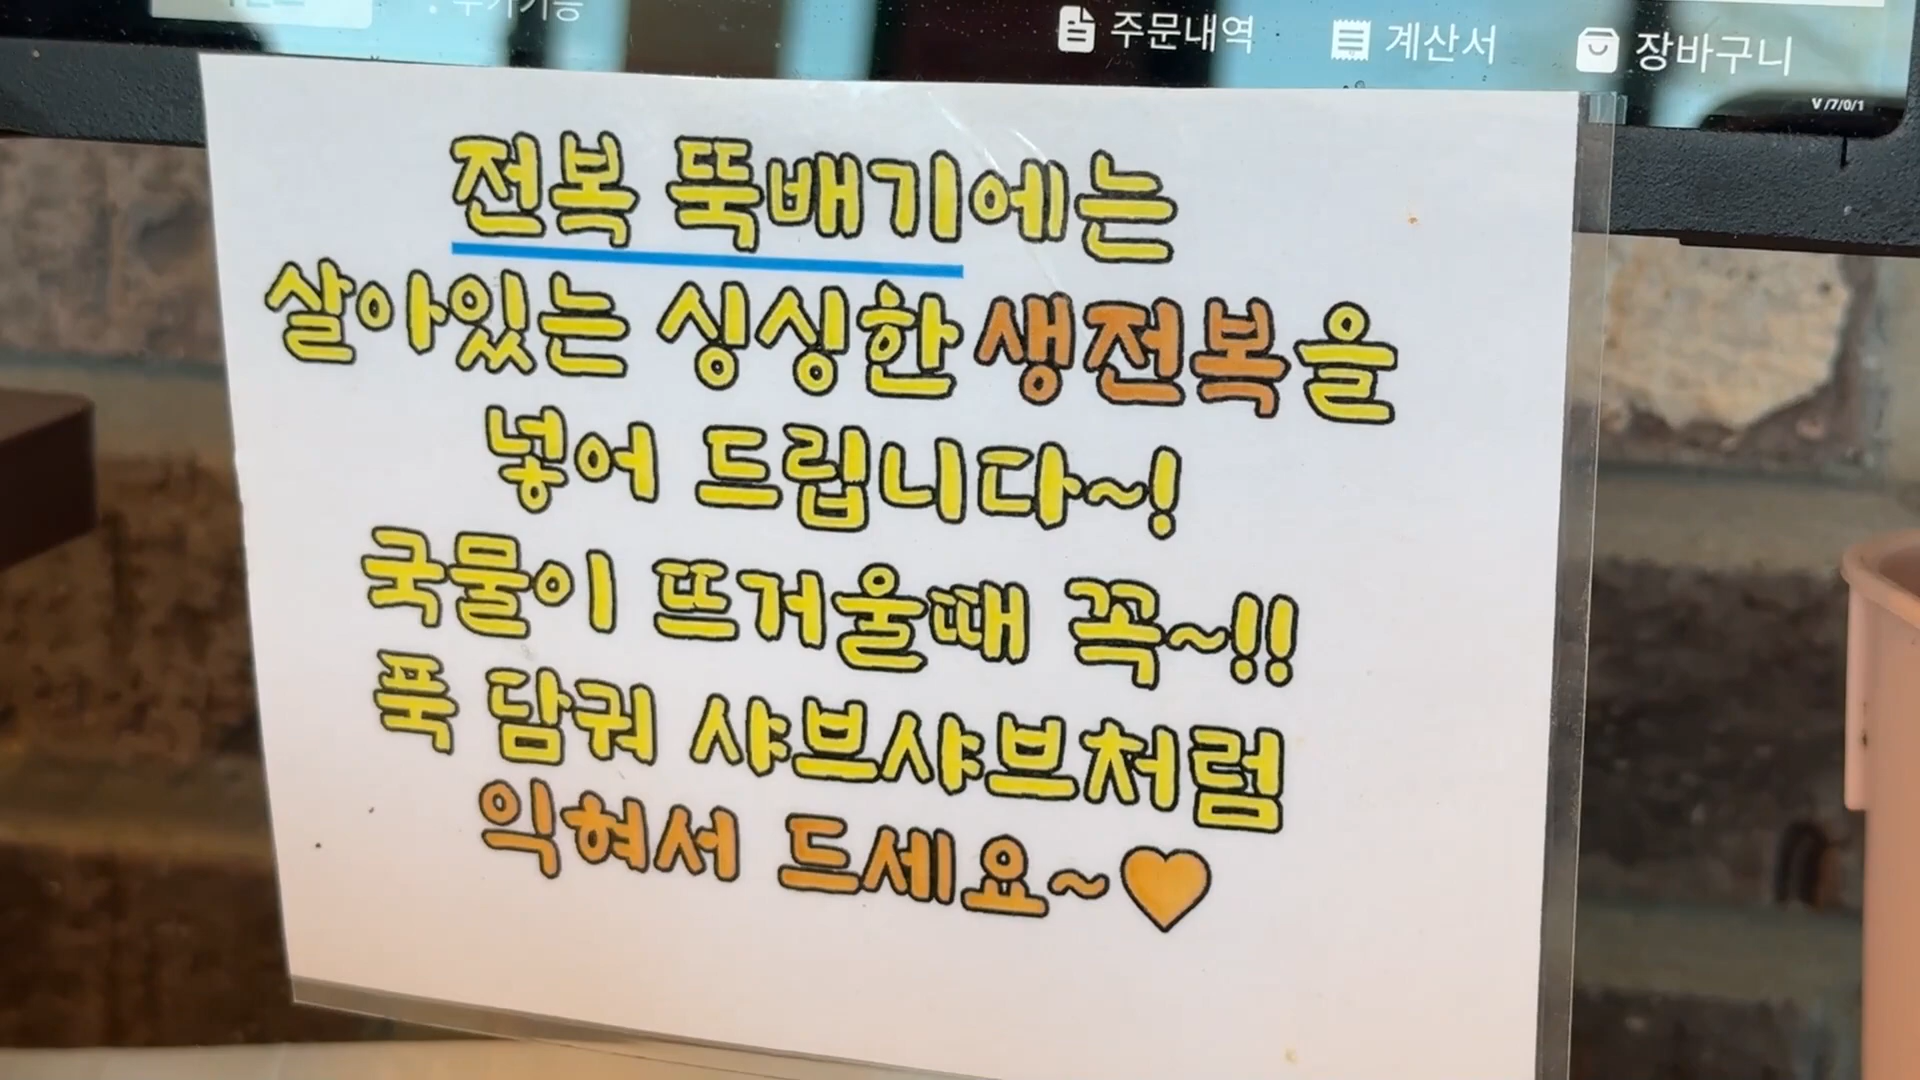 주문내역 계산서 장바구니
V /7/0/1
전복 뚝배기에는
살아있는 싱싱한 생전복을
넣어 드립니다~!
국물이 뜨거울때 꼭~!!
푹 담궈 샤브샤브처럼
익혀서 드세요~♥